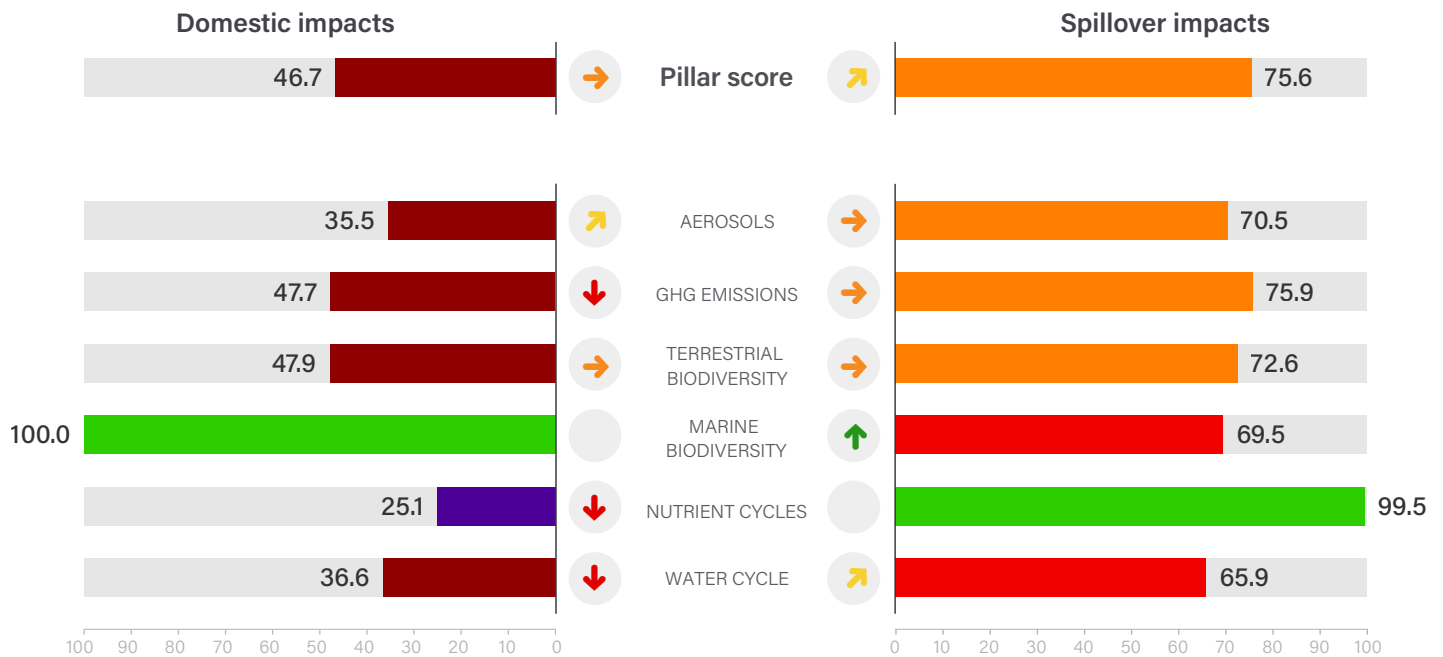 Domestic impacts
Spillover impacts
46.7
Pillar score
75.6
35.5
AEROSOLS
70.5
47.7
GHG EMISSIONS
75.9
47.9
TERRESTRIAL
BIODIVERSITY
72.6
100.0
MARINE
BIODIVERSITY
69.5
25.1
NUTRIENT CYCLES
99.5
36.6
WATER CYCLE
65.9
100 90 80 70 60 50 40 30 20 10 0
0 10 20 30 40 50 60 70 80 90 100